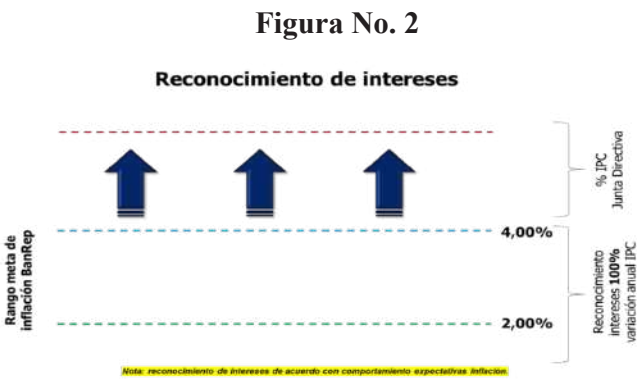 Figura No. 2
Reconocimiento de intereses
% IPC
Junta Directiva
Rango meta de
inflación BanRep
4,00%
2,00%
Reconocimiento
intereses 100%
variación anual IPC
Nota: reconocimiento de intereses de acuerdo con comportamiento expectativas inflación.